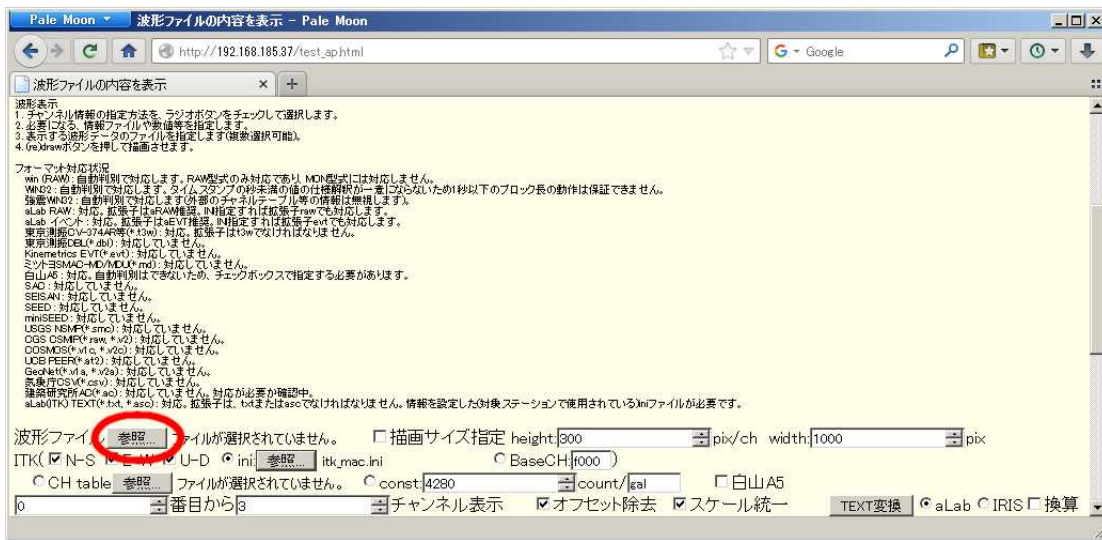 Pale Moon 波形ファイルの内容を表示 - Pale Moon
http://192.168.185.37/test_ap.html
G Google
波形ファイルの内容を表示 × +
波形表示
1. チャンネル情報の指定方法を、ラジオボタンをチェックして選択します。
2. 必要になる、情報ファイルや数値等を指定します。
3. 表示する波形データのファイルを指定します(複数選択可能)。
4. (re)drawボタンを押して描画させます。
フォーマット対応状況
win (RAW) : 自動判別で対応します。RAW型式のみ対応であり、MON型式には対応しません。
WIN32 : 自動判別で対応します。タイムスタンプの秒未満の値の仕様解釈が一意にならないため1秒以下のブロック長の動作は保証できません。
強震WIN32 : 自動判別で対応します(外部のチャネルテーブル等の情報は無視します)。
aLab RAW : 対応。拡張子はaRAW推奨。INI指定すれば拡張子rawでも対応します。
aLab イベント : 対応。拡張子はaEVT推奨。INI指定すれば拡張子evtでも対応します。
東京測振CV-374AR等(*.t3w) : 対応。拡張子はt3wでなければなりません。
東京測振DBL(*.dbl) : 対応していません。
Kinemetrics EVT(*.evt) : 対応していません。
ミツトヨSMAC-MD/MDU(*.md) : 対応していません。
白山A5 : 対応。自動判別はできないため、チェックボックスで指定する必要があります。
SAC : 対応していません。
SEISAN : 対応していません。
SEED : 対応していません。
miniSEED : 対応していません。
USGS NSMP(*.smc) : 対応していません。
CGS CSMIP(*.raw, *.v2) : 対応していません。
COSMOS(*.v1c, *.v2c) : 対応していません。
UCB PEER(*.at2) : 対応していません。
GeoNet(*.v1a, *.v2a) : 対応していません。
気象庁CSV(*.csv) : 対応していません。
建築研究所AC(*.ac) : 対応していません。対応が必要か確認中。
aLab(ITK) TEXT(*.txt, *.asc) : 対応。拡張子は、txtまたはascでなければなりません。情報を設定した(対象ステーションで使用されている)iniファイルが必要です。
波形ファイル 参照... ファイルが選択されていません。 描画サイズ指定 height: 300 pix/ch width: 1000 pix
ITK( N-S E-W U-D ini: 参照... itk_mac.ini BaseCH: f000 )
CH table 参照... ファイルが選択されていません。 const: 4280 count/ gal 白山A5
0 番目から 3 チャンネル表示 オフセット除去 スケール統一 TEXT変換 aLab IRIS 換算